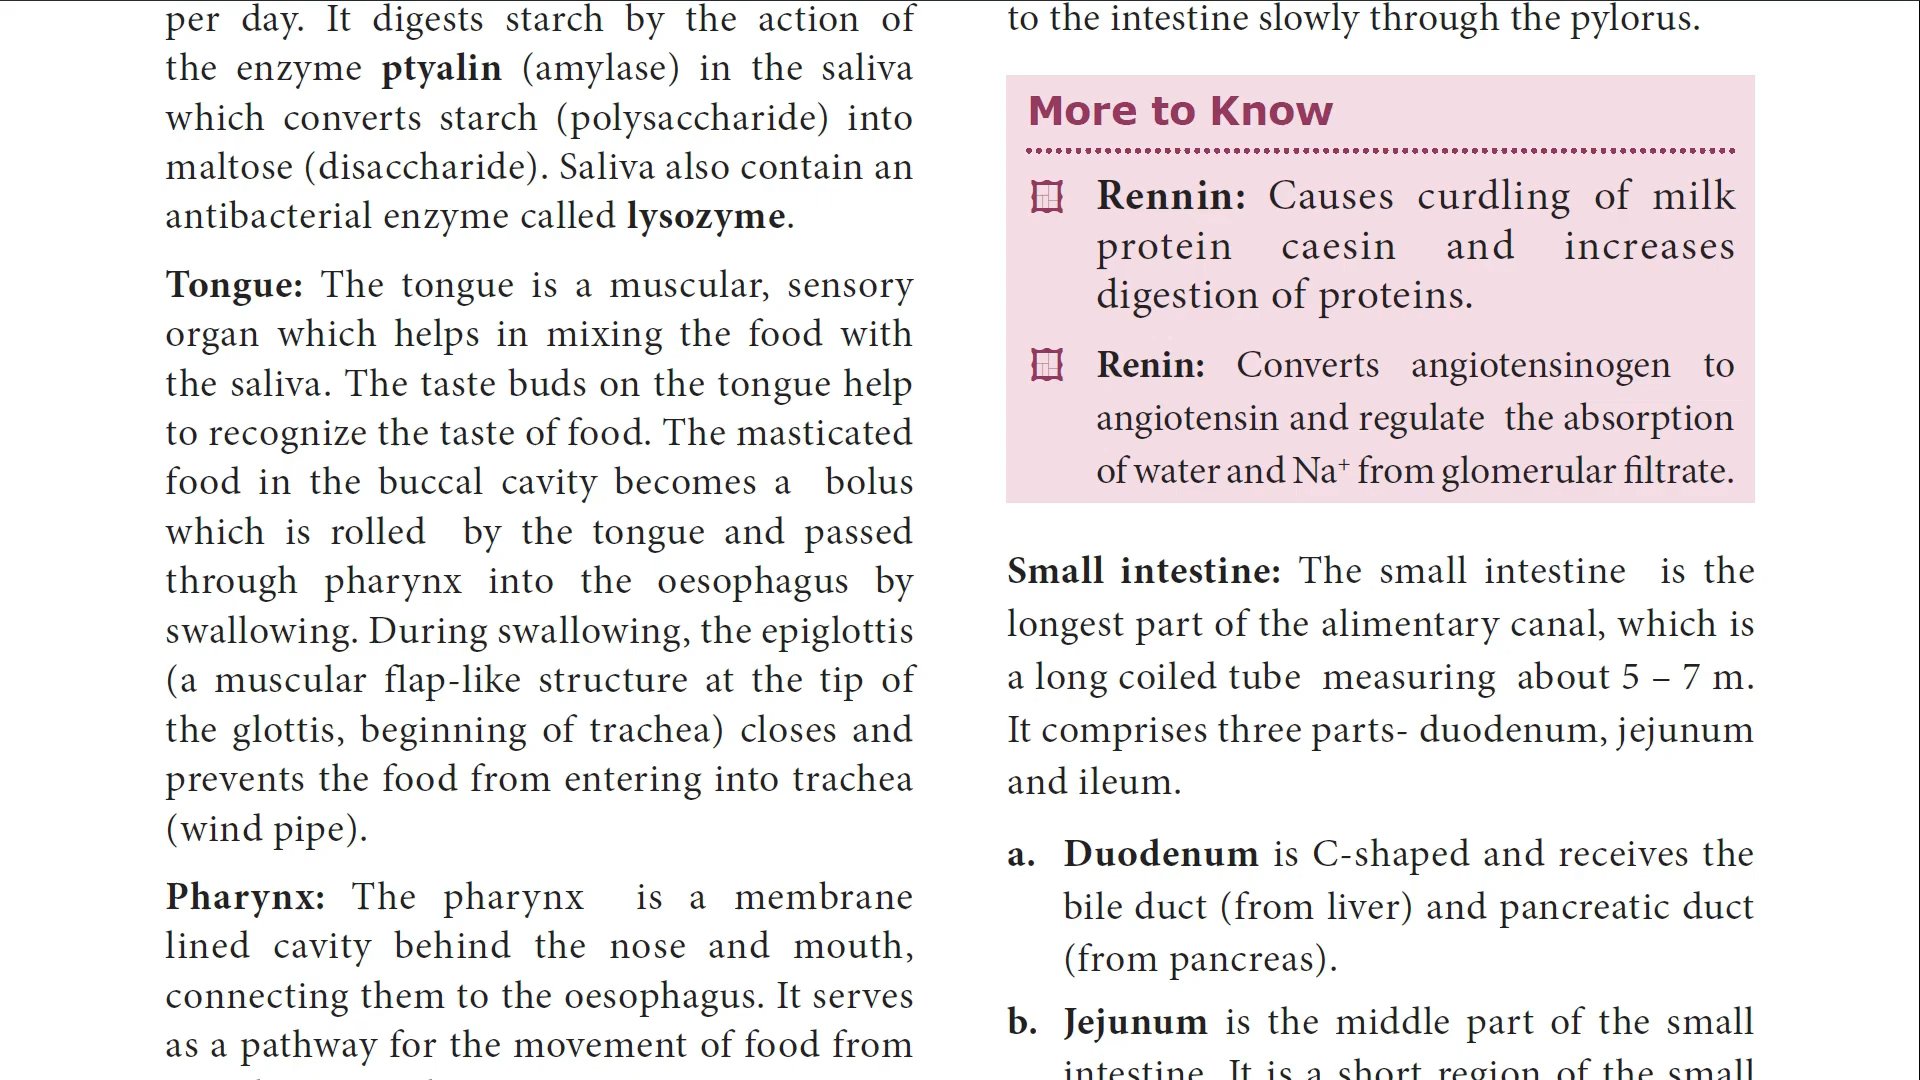 per day. It digests starch by the action of
the enzyme ptyalin (amylase) in the saliva
which converts starch (polysaccharide) into
maltose (disaccharide). Saliva also contain an
antibacterial enzyme called lysozyme.
Tongue: The tongue is a muscular, sensory
organ which helps in mixing the food with
the saliva. The taste buds on the tongue help
to recognize the taste of food. The masticated
food in the buccal cavity becomes a bolus
which is rolled by the tongue and passed
through pharynx into the oesophagus by
swallowing. During swallowing, the epiglottis
(a muscular flap-like structure at the tip of
the glottis, beginning of trachea) closes and
prevents the food from entering into trachea
(wind pipe).
Pharynx: The pharynx is a membrane
lined cavity behind the nose and mouth,
connecting them to the oesophagus. It serves
as a pathway for the movement of food from
to the intestine slowly through the pylorus.
More to Know
Rennin: Causes curdling of milk
protein caesin and increases
digestion of proteins.
Renin: Converts angiotensinogen to
angiotensin and regulate the absorption
of water and Na⁺ from glomerular filtrate.
Small intestine: The small intestine is the
longest part of the alimentary canal, which is
a long coiled tube measuring about 5 – 7 m.
It comprises three parts- duodenum, jejunum
and ileum.
a. Duodenum is C-shaped and receives the
bile duct (from liver) and pancreatic duct
(from pancreas).
b. Jejunum is the middle part of the small
intestine. It is a short region of the small